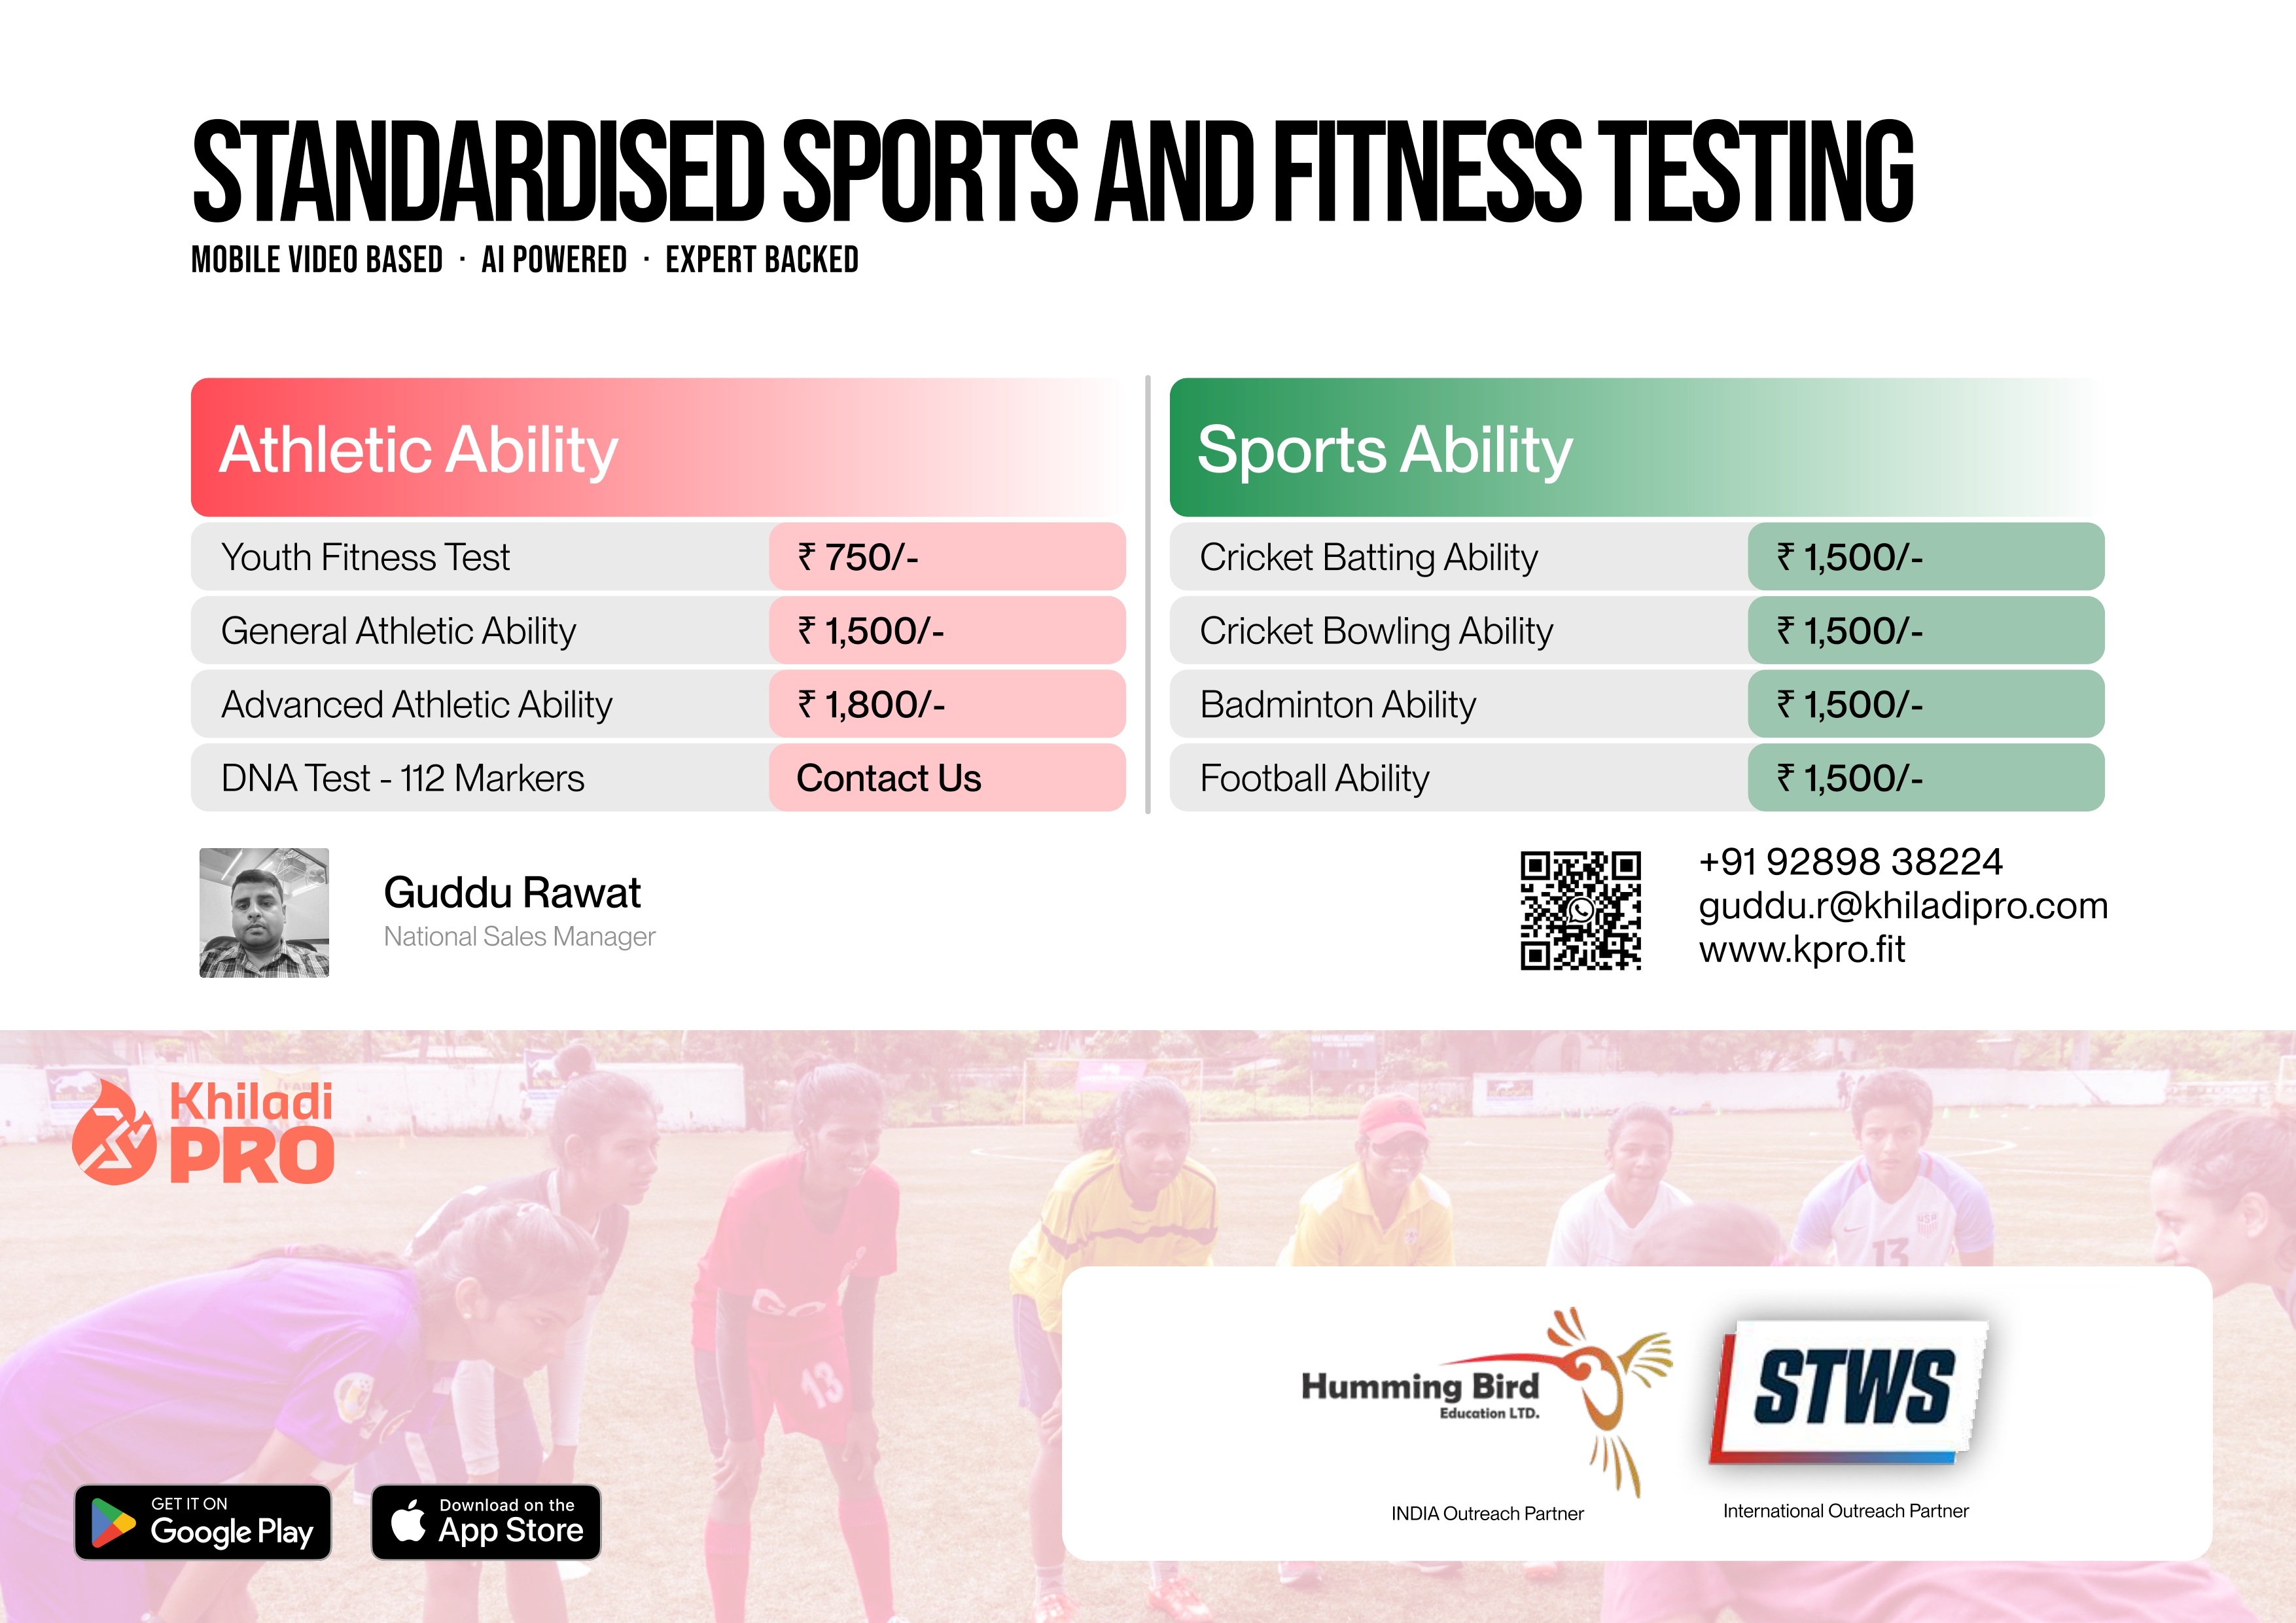 STANDARDISED SPORTS AND FITNESS TESTING
MOBILE VIDEO BASED · AI POWERED · EXPERT BACKED
Athletic Ability
Youth Fitness Test ₹ 750/-
General Athletic Ability ₹ 1,500/-
Advanced Athletic Ability ₹ 1,800/-
DNA Test - 112 Markers Contact Us
Sports Ability
Cricket Batting Ability ₹ 1,500/-
Cricket Bowling Ability ₹ 1,500/-
Badminton Ability ₹ 1,500/-
Football Ability ₹ 1,500/-
Guddu Rawat
National Sales Manager
+91 92898 38224
guddu.r@khiladipro.com
www.kpro.fit
Khiladi
PRO
13
13
GET IT ON
Google Play
Download on the
App Store
Humming Bird
Education LTD.
INDIA Outreach Partner
STWS
International Outreach Partner